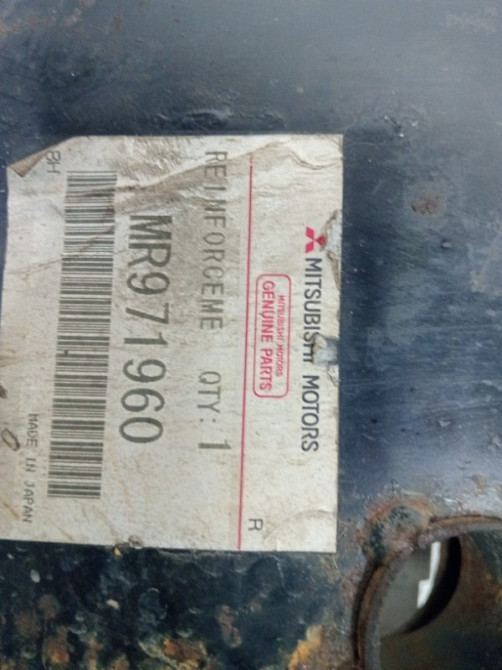 MITSUBISHI MOTORS
MITSUBISHI MOTORS
GENUINE PARTS
R
REINFORCEME QTY: 1
MR971960
BH
MADE IN JAPAN